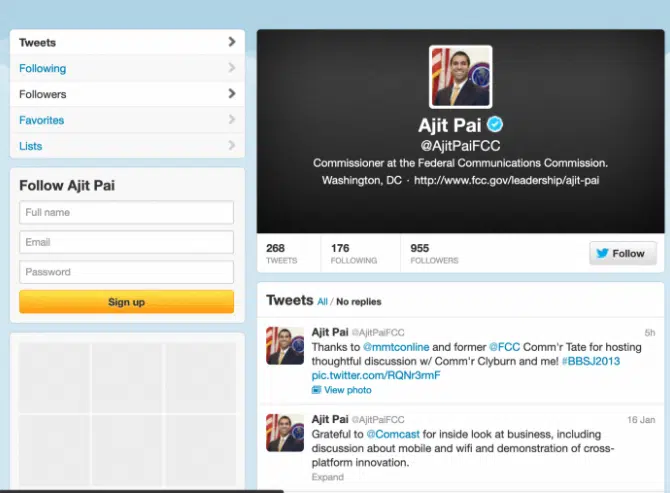 Tweets
Following
Followers
Favorites
Lists
Follow Ajit Pai
Full name
Email
Password
Sign up
Ajit Pai
@AjitPaiFCC
Commissioner at the Federal Communications Commission.
Washington, DC · http://www.fcc.gov/leadership/ajit-pai
268
TWEETS
176
FOLLOWING
955
FOLLOWERS
Follow
Tweets All / No replies
Ajit Pai @AjitPaiFCC 5h
Thanks to @mmtconline and former @FCC Comm'r Tate for hosting
thoughtful discussion w/ Comm'r Clyburn and me! #BBSJ2013
pic.twitter.com/RQNr3rmF
View photo
Ajit Pai @AjitPaiFCC 16 Jan
Grateful to @Comcast for inside look at business, including
discussion about mobile and wifi and demonstration of cross-
platform innovation.
Expand